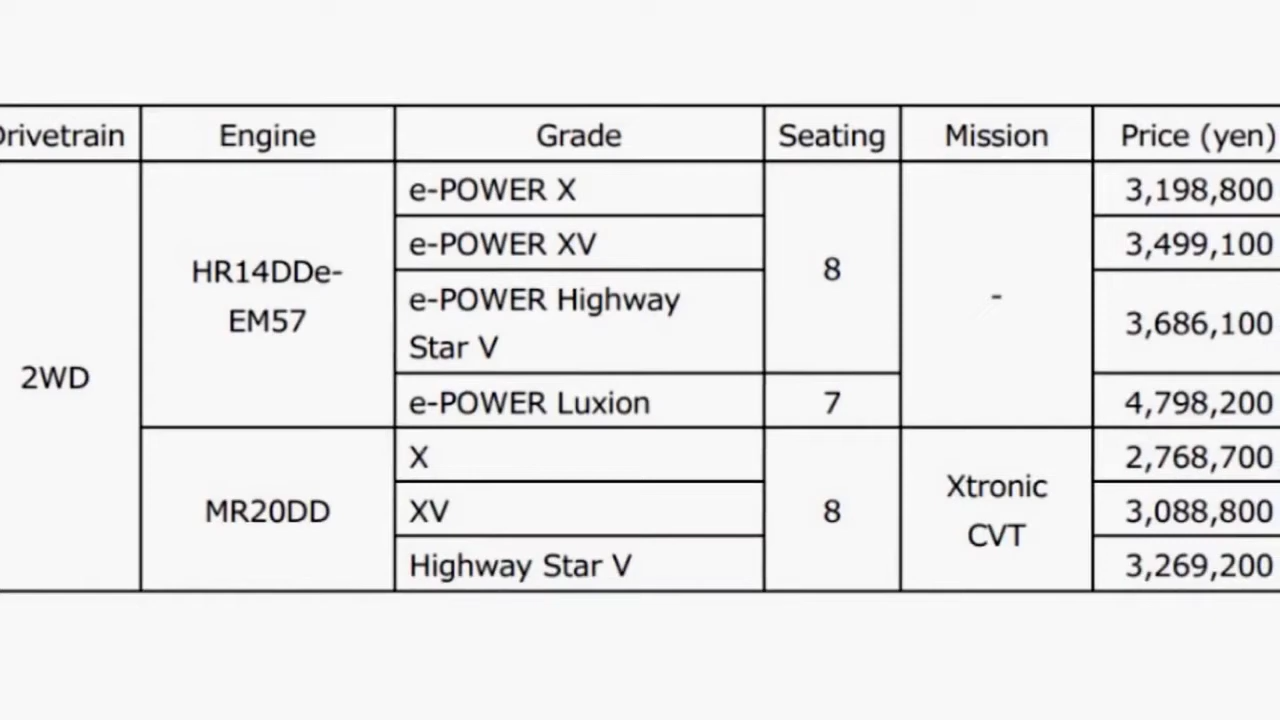 Drivetrain Engine Grade Seating Mission Price (yen)
2WD
HR14DDe-
EM57
e-POWER X
8
-
3,198,800
e-POWER XV
3,499,100
e-POWER Highway
Star V
3,686,100
e-POWER Luxion
7
4,798,200
MR20DD
X
8
Xtronic
CVT
2,768,700
XV
3,088,800
Highway Star V
3,269,200